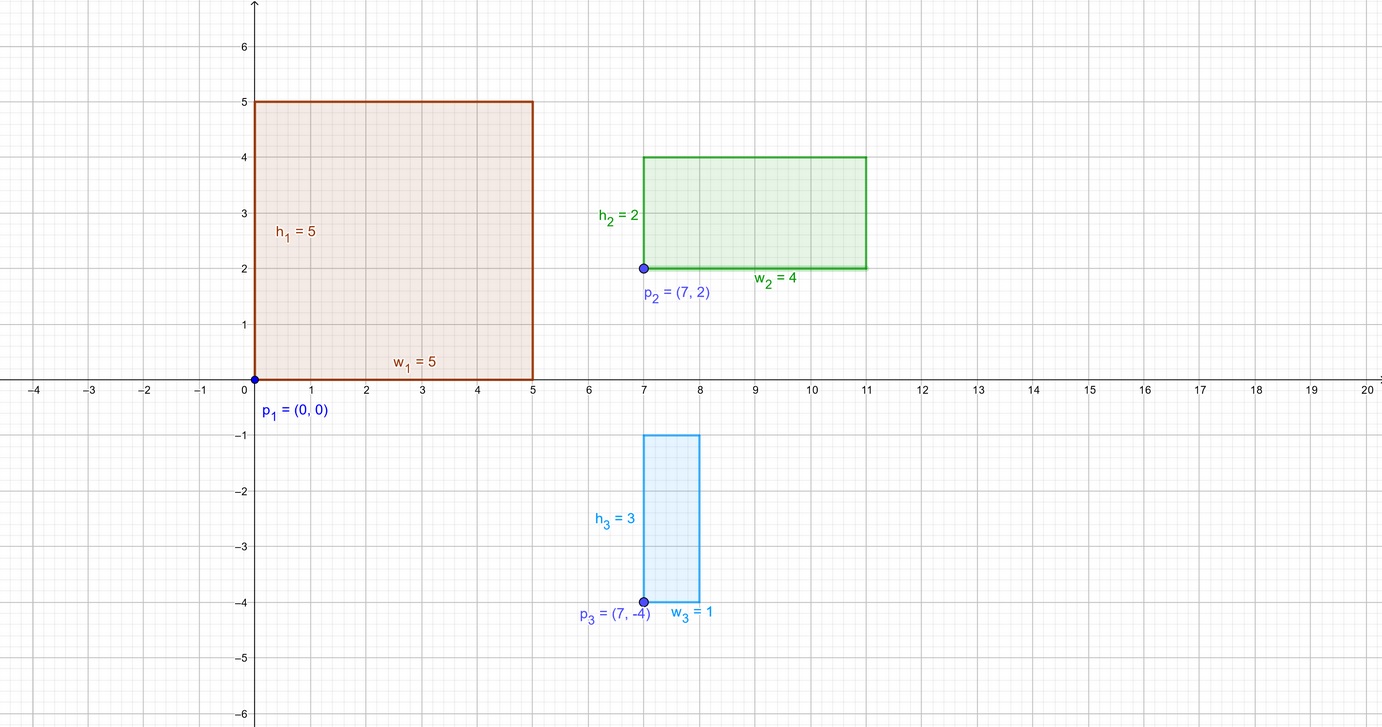 6
5
4
h₂ = 2
3
h₁ = 5
2
w₂ = 4
p₂ = (7, 2)
1
w₁ = 5
–4 –3 –2 –1 0 1 2 3 4 5 6 7 8 9 10 11 12 13 14 15 16 17 18 19 20
p₁ = (0, 0)
–1
–2
h₃ = 3
–3
–4
p₃ = (7, -4) w₃ = 1
–5
–6